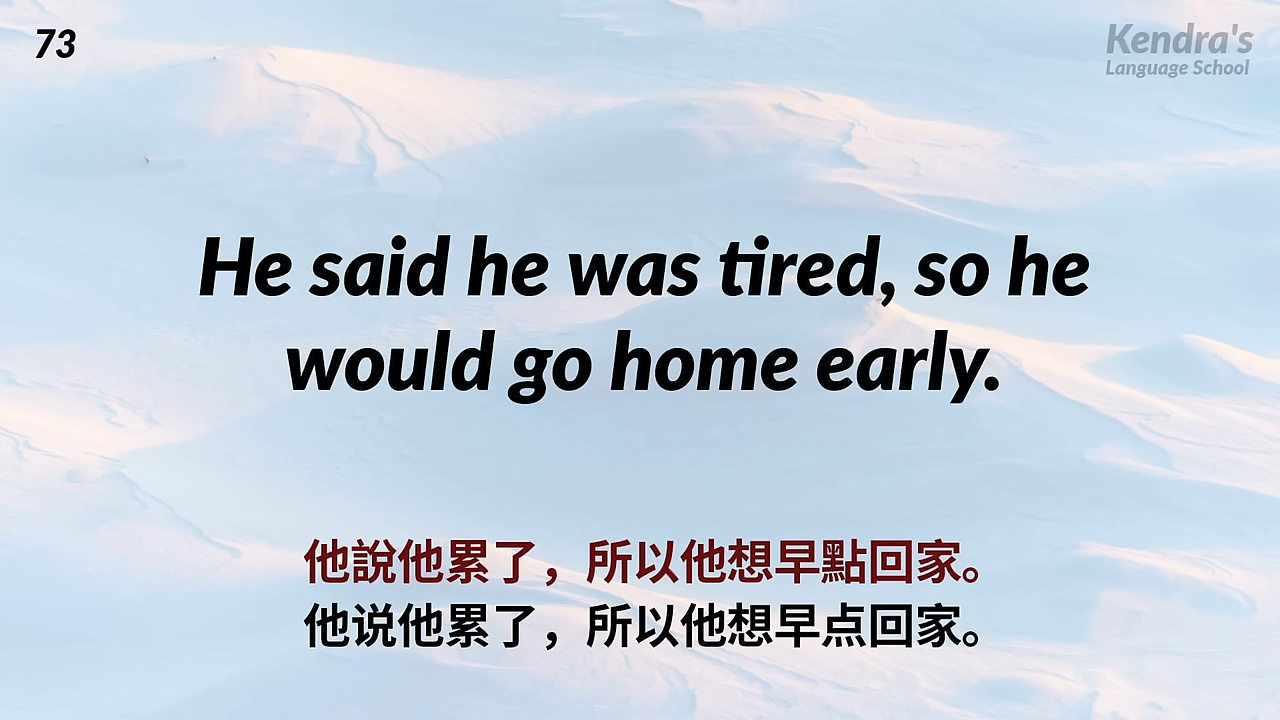 73
Kendra's
Language School
He said he was tired, so he
would go home early.
他說他累了，所以他想早點回家。
他说他累了，所以他想早点回家。